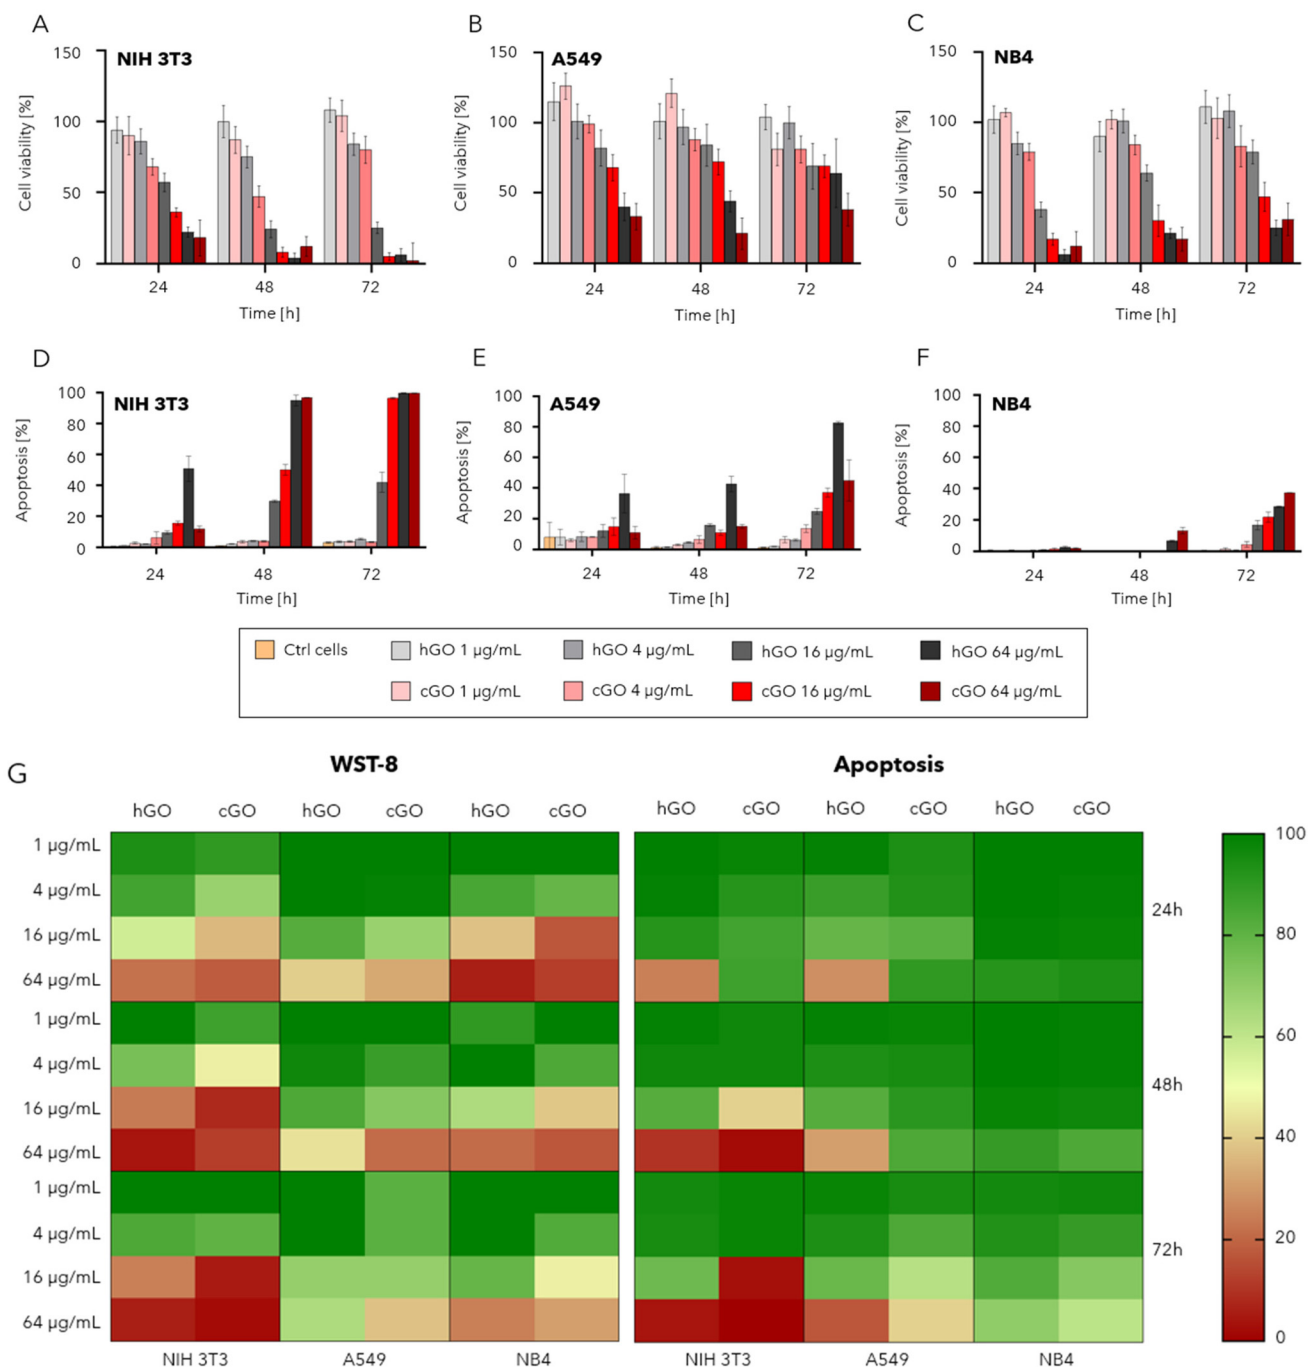 A
NIH 3T3
Cell viability [%]
150
100
50
0
24 48 72
Time [h]
B
A549
Cell viability [%]
150
100
50
0
24 48 72
Time [h]
C
NB4
Cell viability [%]
150
100
50
0
24 48 72
Time [h]
D
NIH 3T3
Apoptosis [%]
100
80
60
40
20
0
24 48 72
Time [h]
E
A549
Apoptosis [%]
100
80
60
40
20
0
24 48 72
Time [h]
F
NB4
Apoptosis [%]
100
80
60
40
20
0
24 48 72
Time [h]
Ctrl cells hGO 1 µg/mL hGO 4 µg/mL hGO 16 µg/mL hGO 64 µg/mL
cGO 1 µg/mL cGO 4 µg/mL cGO 16 µg/mL cGO 64 µg/mL
G
WST-8 Apoptosis
hGO cGO hGO cGO hGO cGO hGO cGO hGO cGO hGO cGO
1 µg/mL
4 µg/mL
16 µg/mL
64 µg/mL
24h
1 µg/mL
4 µg/mL
16 µg/mL
64 µg/mL
48h
1 µg/mL
4 µg/mL
16 µg/mL
64 µg/mL
72h
NIH 3T3 A549 NB4 NIH 3T3 A549 NB4
100
80
60
40
20
0